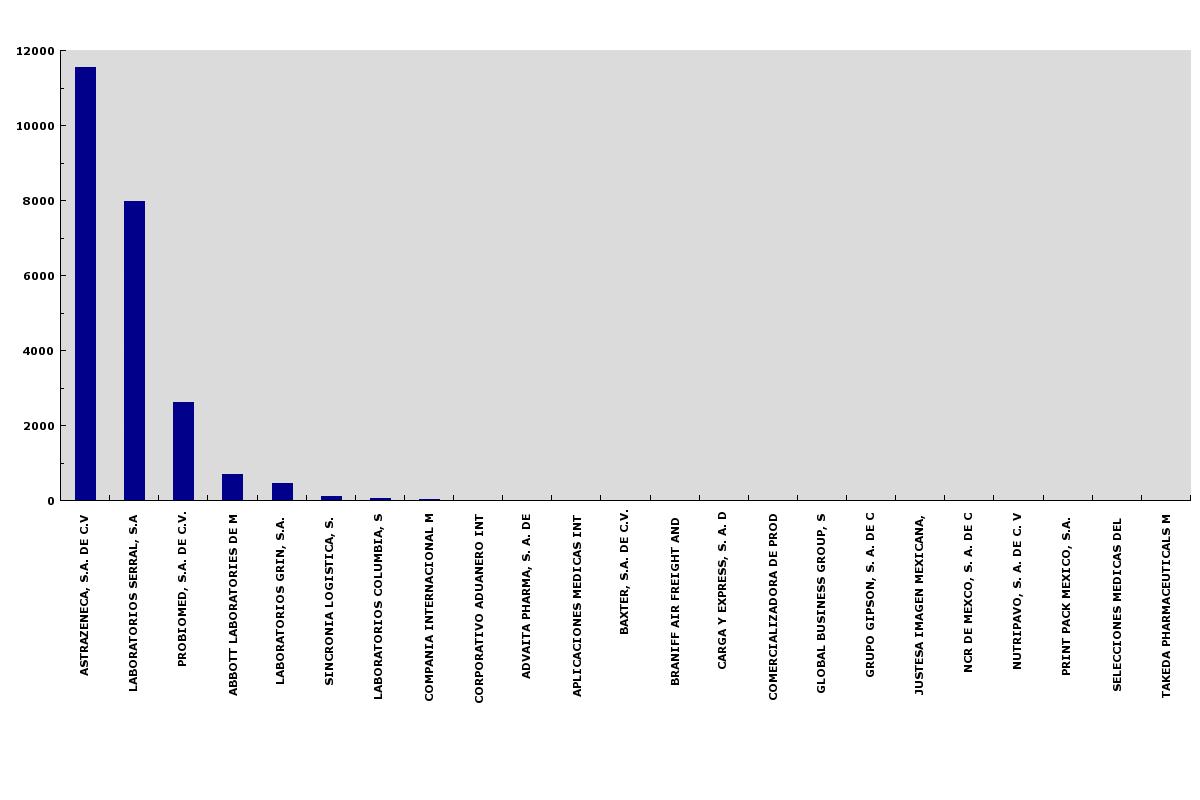 12000
10000
8000
6000
4000
2000
0
ASTRAZENECA, S.A. DE C.V
LABORATORIOS SERRAL, S.A
PROBIOMED, S.A. DE C.V.
ABBOTT LABORATORIES DE M
LABORATORIOS GRIN, S.A.
SINCRONIA LOGISTICA, S.
LABORATORIOS COLUMBIA, S
COMPANIA INTERNACIONAL M
CORPORATIVO ADUANERO INT
ADVAITA PHARMA, S. A. DE
APLICACIONES MEDICAS INT
BAXTER, S.A. DE C.V.
BRANIFF AIR FREIGHT AND
CARGA Y EXPRESS, S. A. D
COMERCIALIZADORA DE PROD
GLOBAL BUSINESS GROUP, S
GRUPO GIPSON, S. A. DE C
JUSTESA IMAGEN MEXICANA,
NCR DE MEXCO, S. A. DE C
NUTRIPAVO, S. A. DE C. V
PRINT PACK MEXICO, S.A.
SELECCIONES MEDICAS DEL
TAKEDA PHARMACEUTICALS M